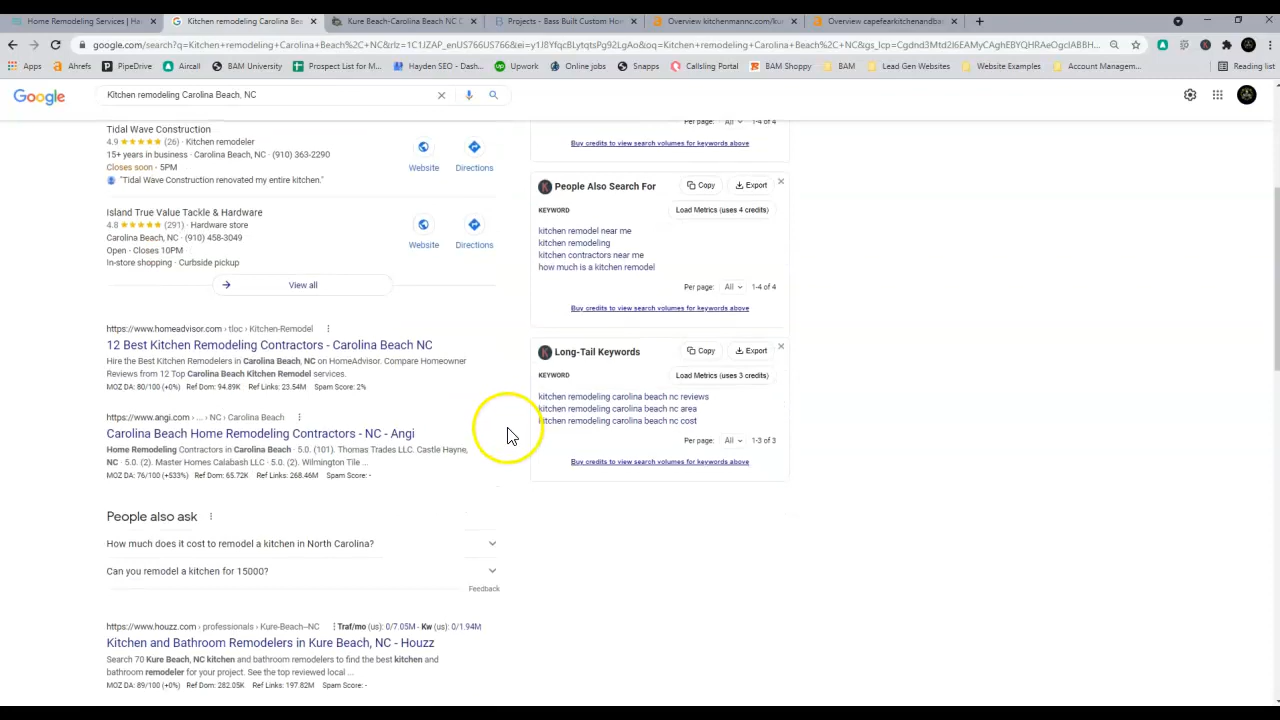 Home Remodeling Services | Ha
Kitchen remodeling Carolina Bea
Kure Beach-Carolina Beach NC C
Projects - Bass Built Custom Hom
Overview kitchenmannc.com/kur
Overview capefearkitchenandba
google.com/search?q=Kitchen+remodeling+Carolina+Beach%2C+NC&rlz=1C1JZAP_enUS766US766&ei=
Apps
Ahrefs
PipeDrive
Aircall
BAM University
Prospect List for M...
Hayden SEO - Dash...
Upwork
Online jobs
Snapps
Callsling Portal
BAM Shoppy
BAM
Lead Gen Websites
Website Examples
Account Managem...
Reading list
Google
Kitchen remodeling Carolina Beach, NC
Tidal Wave Construction
4.9 ★★★★★ (26) · Kitchen remodeler
15+ years in business · Carolina Beach, NC · (910) 363-2290
Closes soon · 5PM
"Tidal Wave Construction renovated my entire kitchen."
Website
Directions
Island True Value Tackle & Hardware
4.8 ★★★★★ (291) · Hardware store
Carolina Beach, NC · (910) 458-3049
Open · Closes 10PM
In-store shopping · Curbside pickup
Website
Directions
View all
https://www.homeadvisor.com › tloc › Kitchen-Remodel
12 Best Kitchen Remodeling Contractors - Carolina Beach NC
Hire the Best Kitchen Remodelers in Carolina Beach, NC on HomeAdvisor. Compare Homeowner
Reviews from 12 Top Carolina Beach Kitchen Remodel services.
MOZ DA: 80/100 (+0%) Ref Dom: 94.89K Ref Links: 23.54M Spam Score: 2%
https://www.angi.com › ... › NC › Carolina Beach
Carolina Beach Home Remodeling Contractors - NC - Angi
Home Remodeling Contractors in Carolina Beach · 5.0. (101). Thomas Trades LLC. Castle Hayne,
NC · 5.0. (2). Master Homes Calabash LLC · 5.0. (2). Wilmington Tile ...
MOZ DA: 76/100 (+533%) Ref Dom: 65.72K Ref Links: 268.46M Spam Score: -
People also ask
How much does it cost to remodel a kitchen in North Carolina?
Can you remodel a kitchen for 15000?
Feedback
https://www.houzz.com › professionals › Kure-Beach--NC
Traf/mo (us): 0/7.05M - Kw (us): 0/1.94M
Kitchen and Bathroom Remodelers in Kure Beach, NC - Houzz
Search 70 Kure Beach, NC kitchen and bathroom remodelers to find the best kitchen and
bathroom remodeler for your project. See the top reviewed local ...
MOZ DA: 89/100 (+0%) Ref Dom: 282.05K Ref Links: 197.82M Spam Score: -
Per page: All 1-4 of 4
Buy credits to view search volumes for keywords above
People Also Search For
Copy
Export
KEYWORD
Load Metrics (uses 4 credits)
kitchen remodel near me
kitchen remodeling
kitchen contractors near me
how much is a kitchen remodel
Per page: All 1-4 of 4
Buy credits to view search volumes for keywords above
Long-Tail Keywords
Copy
Export
KEYWORD
Load Metrics (uses 3 credits)
kitchen remodeling carolina beach nc reviews
kitchen remodeling carolina beach nc area
kitchen remodeling carolina beach nc cost
Per page: All 1-3 of 3
Buy credits to view search volumes for keywords above